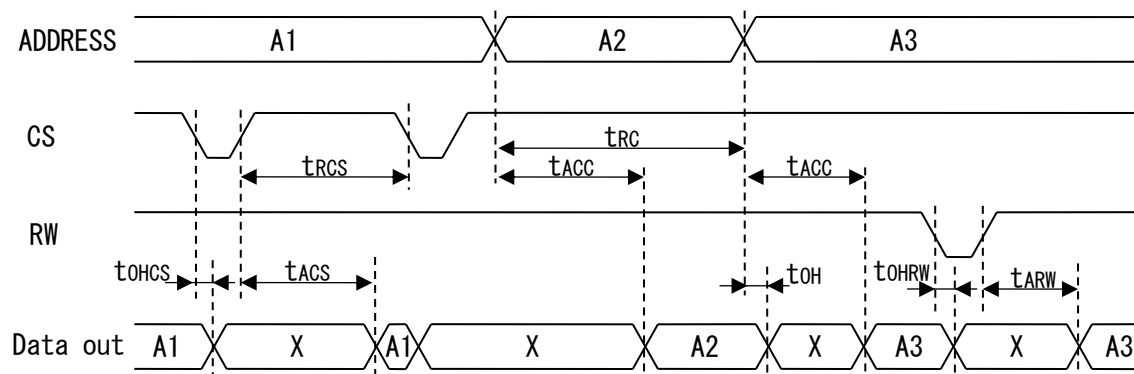 ADDRESS A1 A2 A3
CS
tRC
tRCS tACC tACC
RW
tOHCS tACS tOH tOHRW tARW
Data out A1 X A1 X A2 X A3 X A3